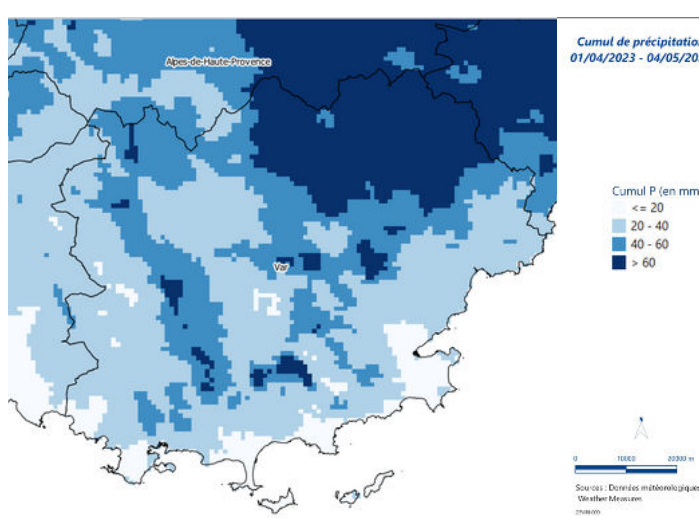 Cumul de précipitation
01/04/2023 - 04/05/20
Alpes-de-Haute-Provence
Var
Cumul P (en mm
<= 20
20 - 40
40 - 60
> 60
0 10000 20000 m
Sources : Données météorologiques
Weather Measures